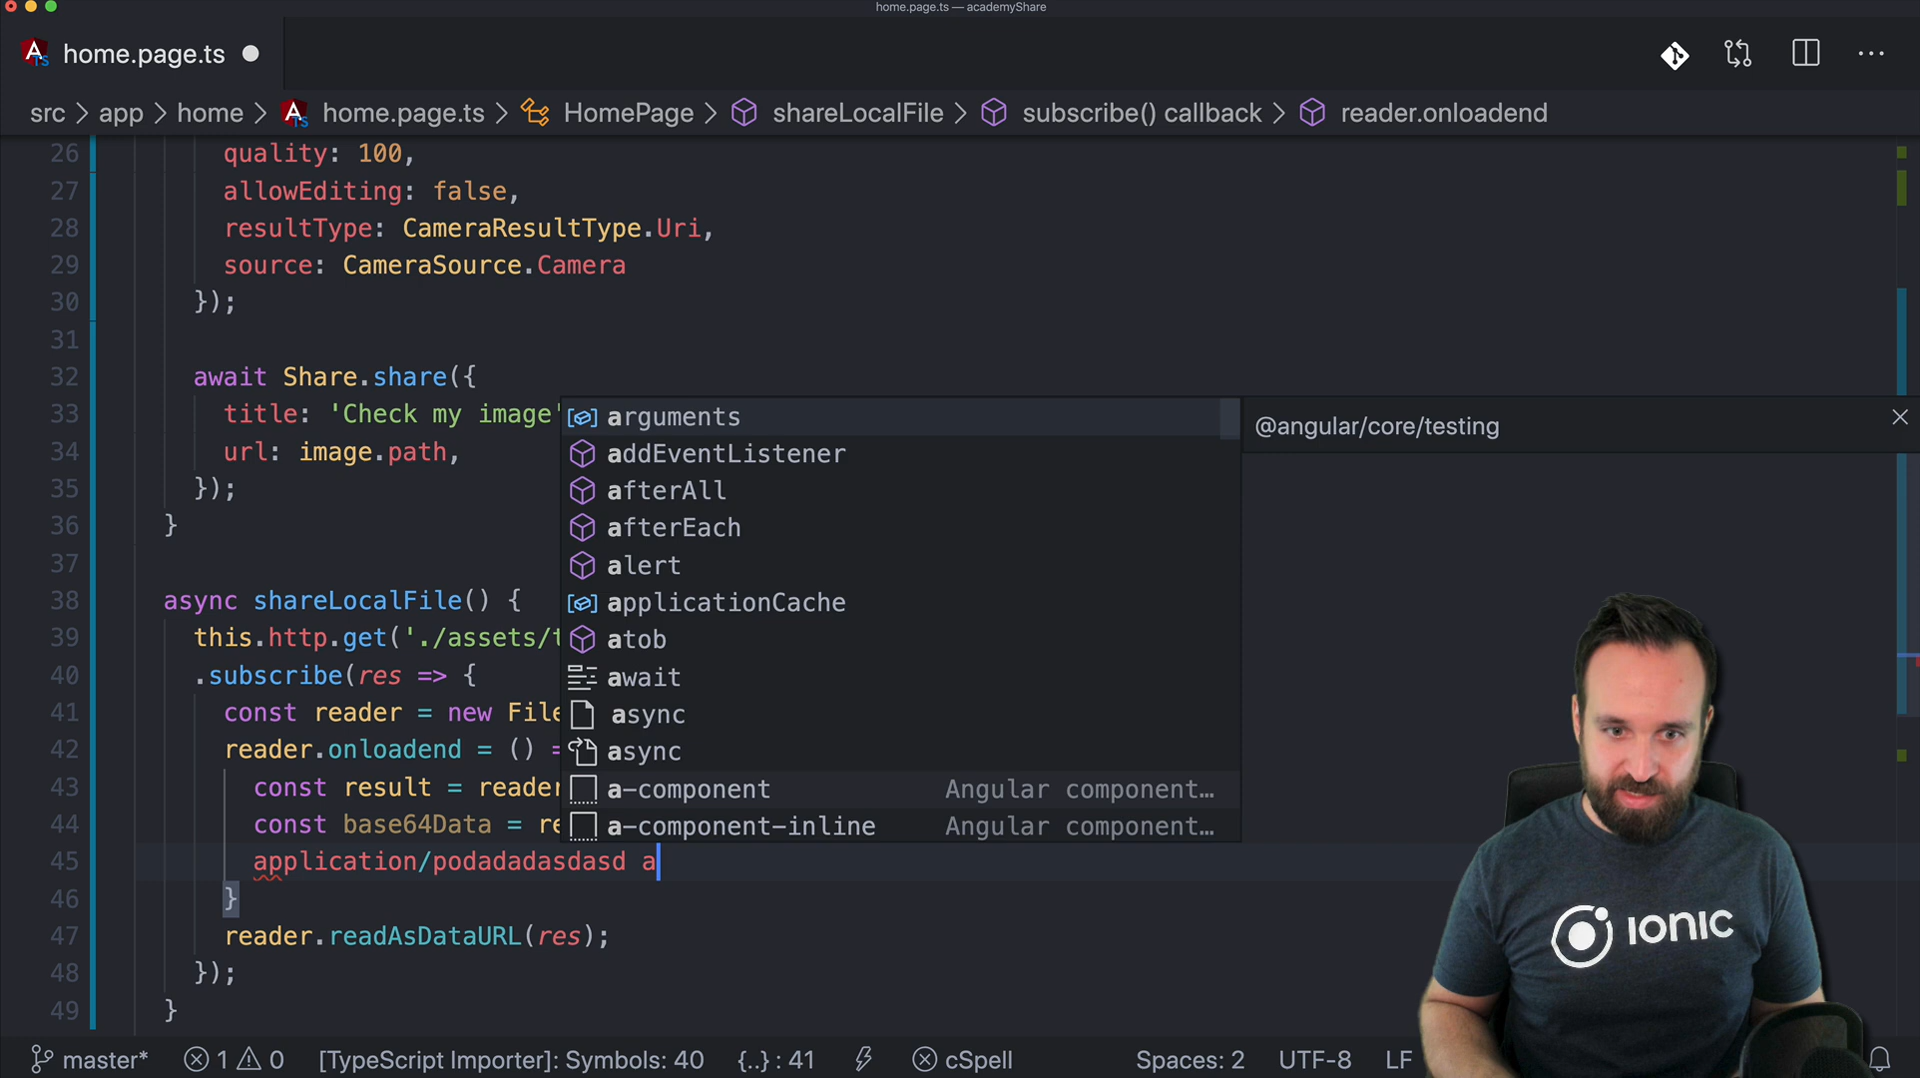 home.page.ts — academyShare
home.page.ts
src > app > home > home.page.ts > HomePage > shareLocalFile > subscribe() callback > reader.onloadend
26 quality: 100,
27 allowEditing: false,
28 resultType: CameraResultType.Uri,
29 source: CameraSource.Camera
30 });
31
32 await Share.share({
33 title: 'Check my image'
34 url: image.path,
35 });
36 }
37
38 async shareLocalFile() {
39 this.http.get('./assets/t
40 .subscribe(res => {
41 const reader = new File
42 reader.onloadend = () =
43 const result = reader
44 const base64Data = re
45 application/podadadasdasd a
46 }
47 reader.readAsDataURL(res);
48 });
49 }
arguments
addEventListener
afterAll
afterEach
alert
applicationCache
atob
await
async
async
a-component Angular component…
a-component-inline Angular component…
@angular/core/testing
IONIC
master* 1 0 [TypeScript Importer]: Symbols: 40 {..} : 41 cSpell Spaces: 2 UTF-8 LF